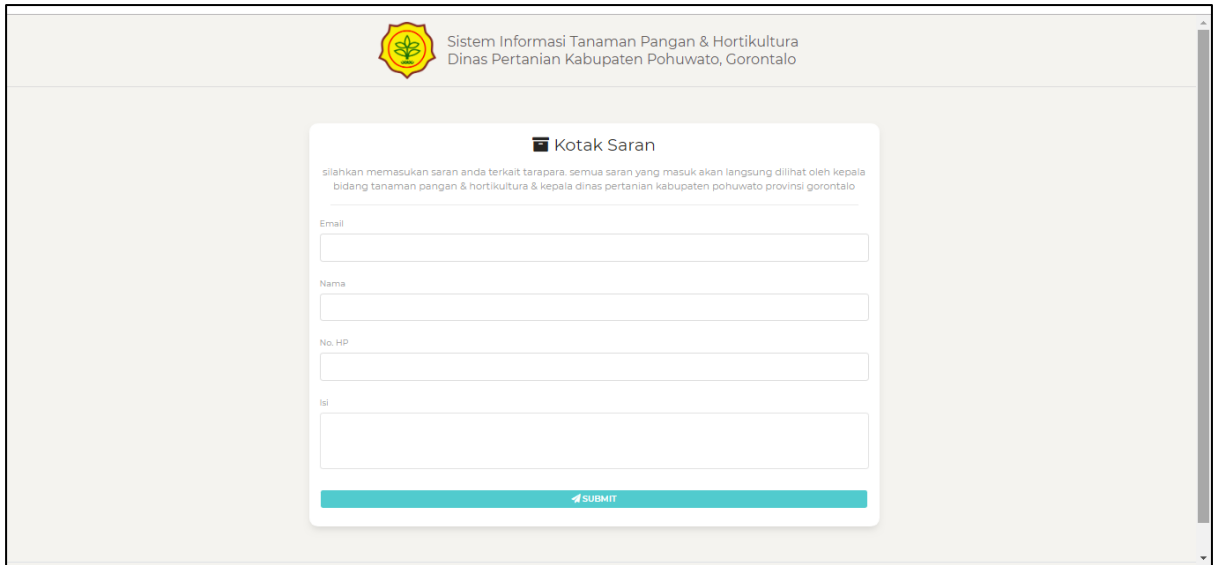 Sistem Informasi Tanaman Pangan & Hortikultura
Dinas Pertanian Kabupaten Pohuwato, Gorontalo
Kotak Saran
silahkan memasukan saran anda terkait tarapara. semua saran yang masuk akan langsung dilihat oleh kepala
bidang tanaman pangan & hortikultura & kepala dinas pertanian kabupaten pohuwato provinsi gorontalo
Email
Nama
No. HP
Isi
SUBMIT